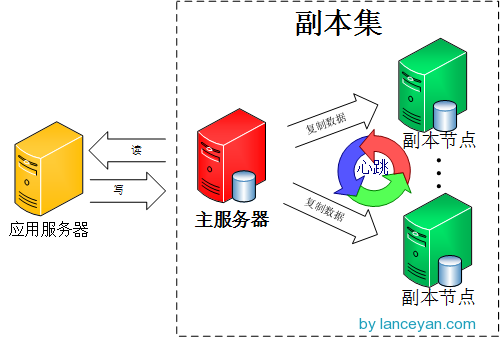 副本集
读
写
应用服务器
主服务器
复制数据
复制数据
心跳
副本节点
副本节点
by lanceyan.com